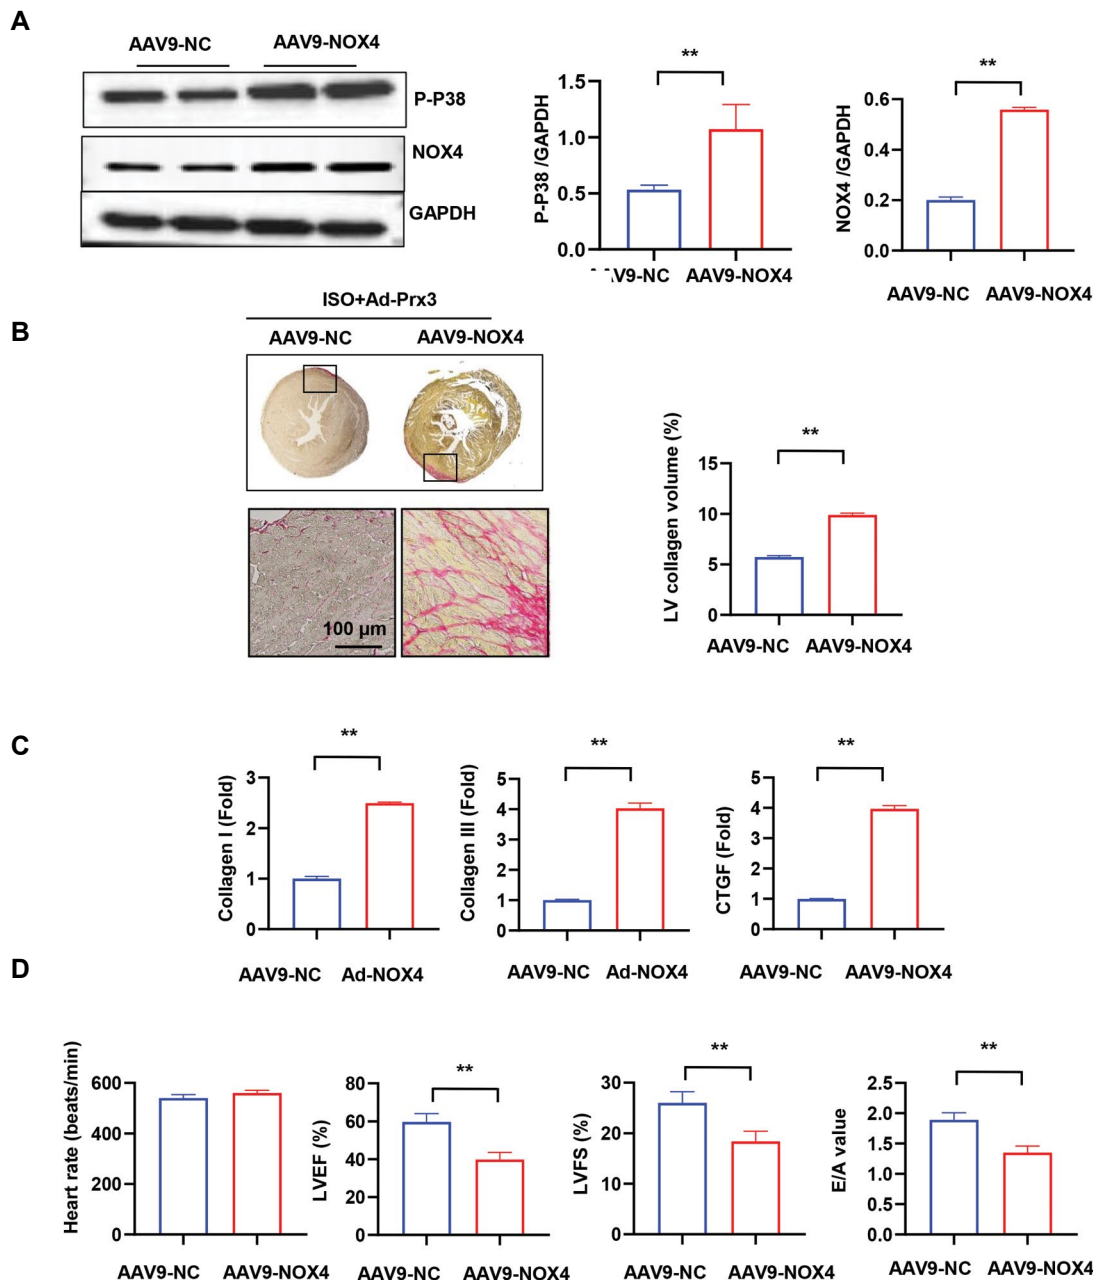 A
AAV9-NC AAV9-NOX4
P-P38
NOX4
GAPDH
**
1.5
1.0
0.5
0.0
P-P38 /GAPDH
V9-NC AAV9-NOX4
**
0.6
0.4
0.2
0.0
NOX4 /GAPDH
AAV9-NC AAV9-NOX4
B
ISO+Ad-Prx3
AAV9-NC AAV9-NOX4
100 μm
**
15
10
5
0
LV collagen volume (%)
AAV9-NC AAV9-NOX4
C
**
3
2
1
0
Collagen I (Fold)
AAV9-NC Ad-NOX4
**
5
4
3
2
1
0
Collagen III (Fold)
AAV9-NC Ad-NOX4
**
5
4
3
2
1
0
CTGF (Fold)
AAV9-NC AAV9-NOX4
D
600
400
200
0
Heart rate (beats/min)
AAV9-NC AAV9-NOX4
**
80
60
40
20
0
LVEF (%)
AAV9-NC AAV9-NOX4
**
30
20
10
0
LVFS (%)
AAV9-NC AAV9-NOX4
**
2.5
2.0
1.5
1.0
0.5
0.0
E/A value
AAV9-NC AAV9-NOX4